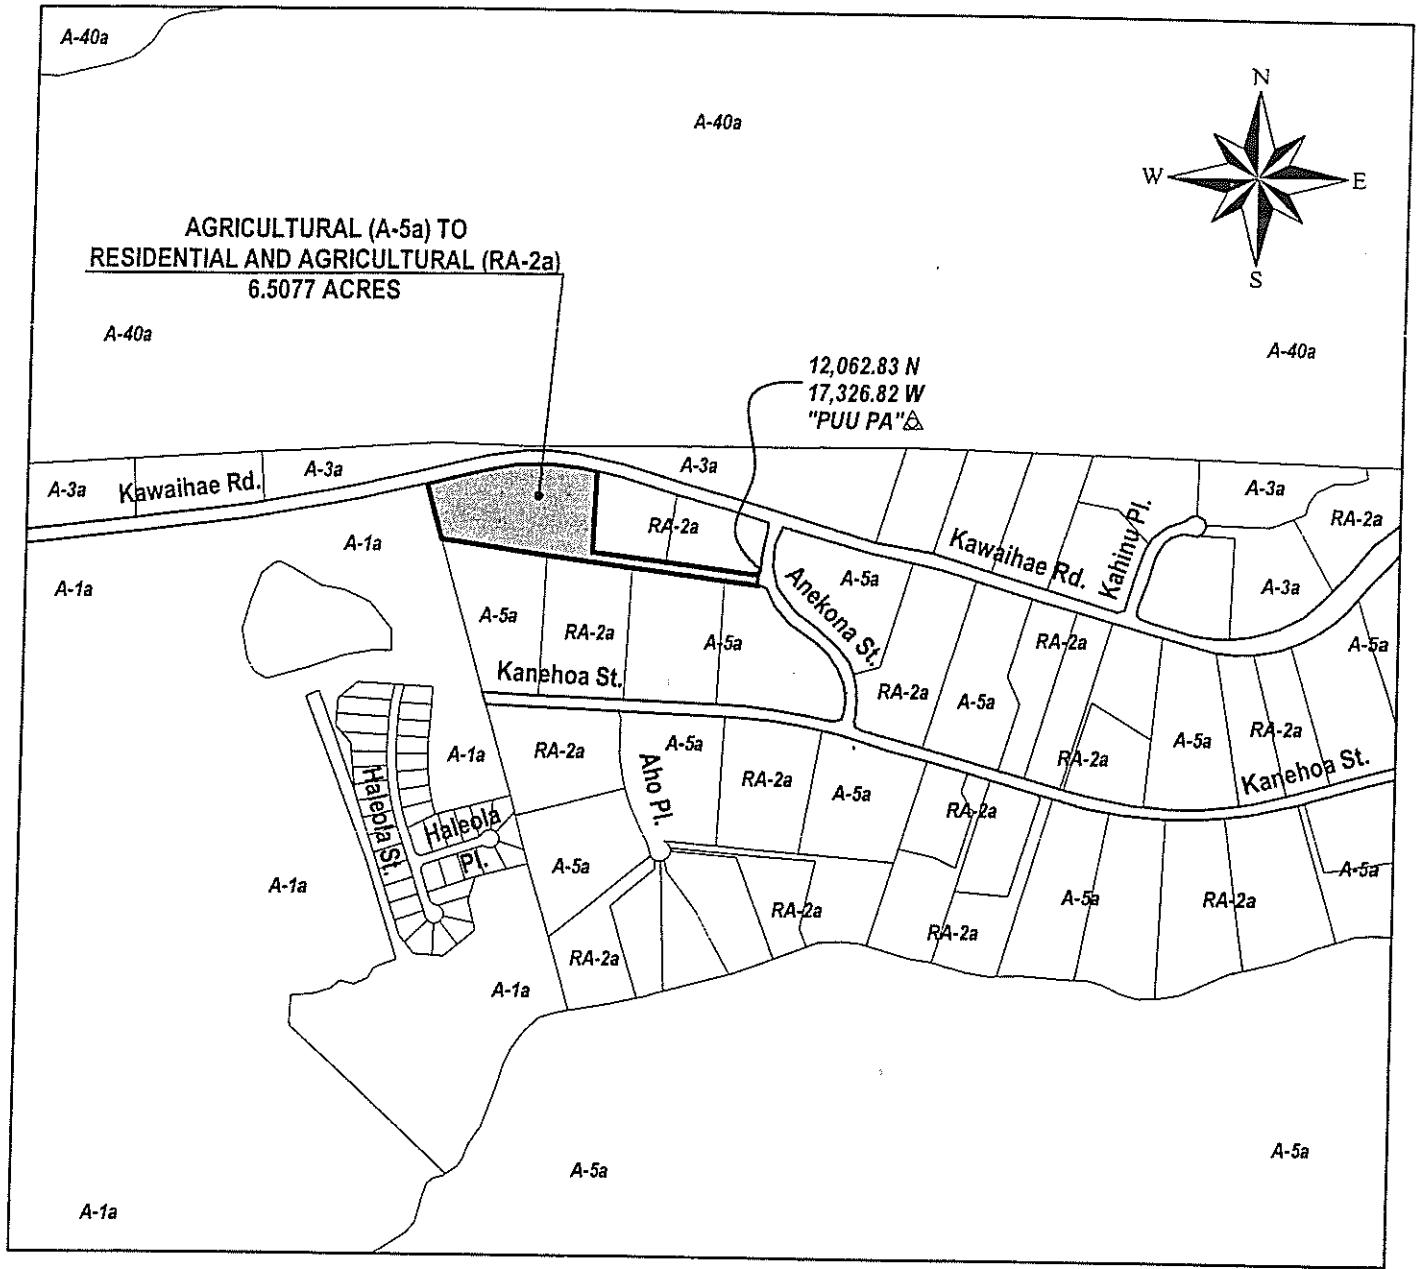 A-40a
A-40a
N
W
E
S
AGRICULTURAL (A-5a) TO
RESIDENTIAL AND AGRICULTURAL (RA-2a)
6.5077 ACRES
A-40a
A-40a
12,062.83 N
17,326.82 W
"PUU PA"
A-3a
Kawaihae Rd.
A-3a
A-3a
A-3a
RA-2a
RA-2a
A-1a
Kawaihae Rd.
Kahinu Pl.
A-1a
A-5a
A-3a
Anekona St.
A-5a
RA-2a
A-5a
RA-2a
A-5a
Kanehoa St.
RA-2a
A-5a
A-1a
RA-2a
A-5a
Aho Pl.
RA-2a
A-5a
RA-2a
A-5a
RA-2a
Kanehoa St.
RA-2a
Haleola St.
Haleola
Pl.
A-1a
A-5a
A-5a
RA-2a
A-5a
RA-2a
RA-2a
RA-2a
A-1a
A-5a
A-5a
A-1a